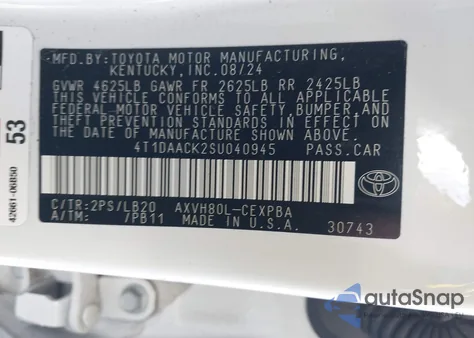 MFD.BY: TOYOTA MOTOR MANUFACTURING,
KENTUCKY, INC. 08/24
GVWR 4625LB GAWR FR 2625LB RR 2425LB
THIS VEHICLE CONFORMS TO ALL APPLICABLE
FEDERAL MOTOR VEHICLE SAFETY, BUMPER, AND
THEFT PREVENTION STANDARDS IN EFFECT ON
THE DATE OF MANUFACTURE SHOWN ABOVE.
4T1DAACK2SU040945 PASS.CAR
C/TR: 2PS/LB20 AXVH80L-CEXPBA
A/TM: /PB11 MADE IN U.S.A. 30743
TOYOTA
53
autoSnap